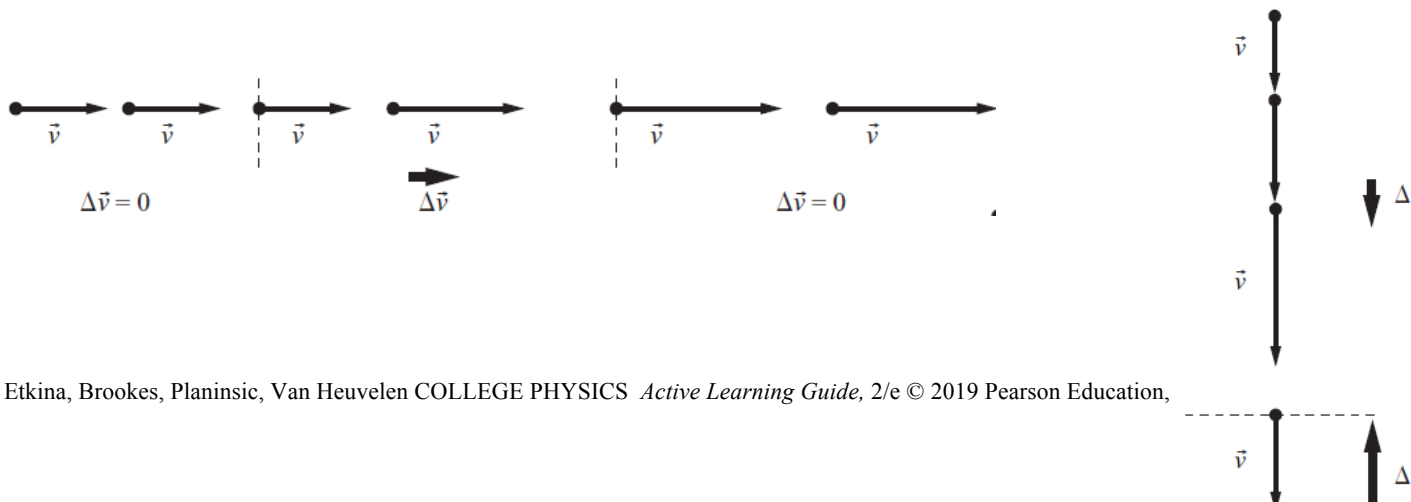 v⃗
v⃗ v⃗ v⃗ v⃗ v⃗ v⃗
Δv⃗ = 0 Δv⃗ Δv⃗ = 0
Δ
v⃗
Etkina, Brookes, Planinsic, Van Heuvelen COLLEGE PHYSICS Active Learning Guide, 2/e © 2019 Pearson Education,
v⃗
Δ